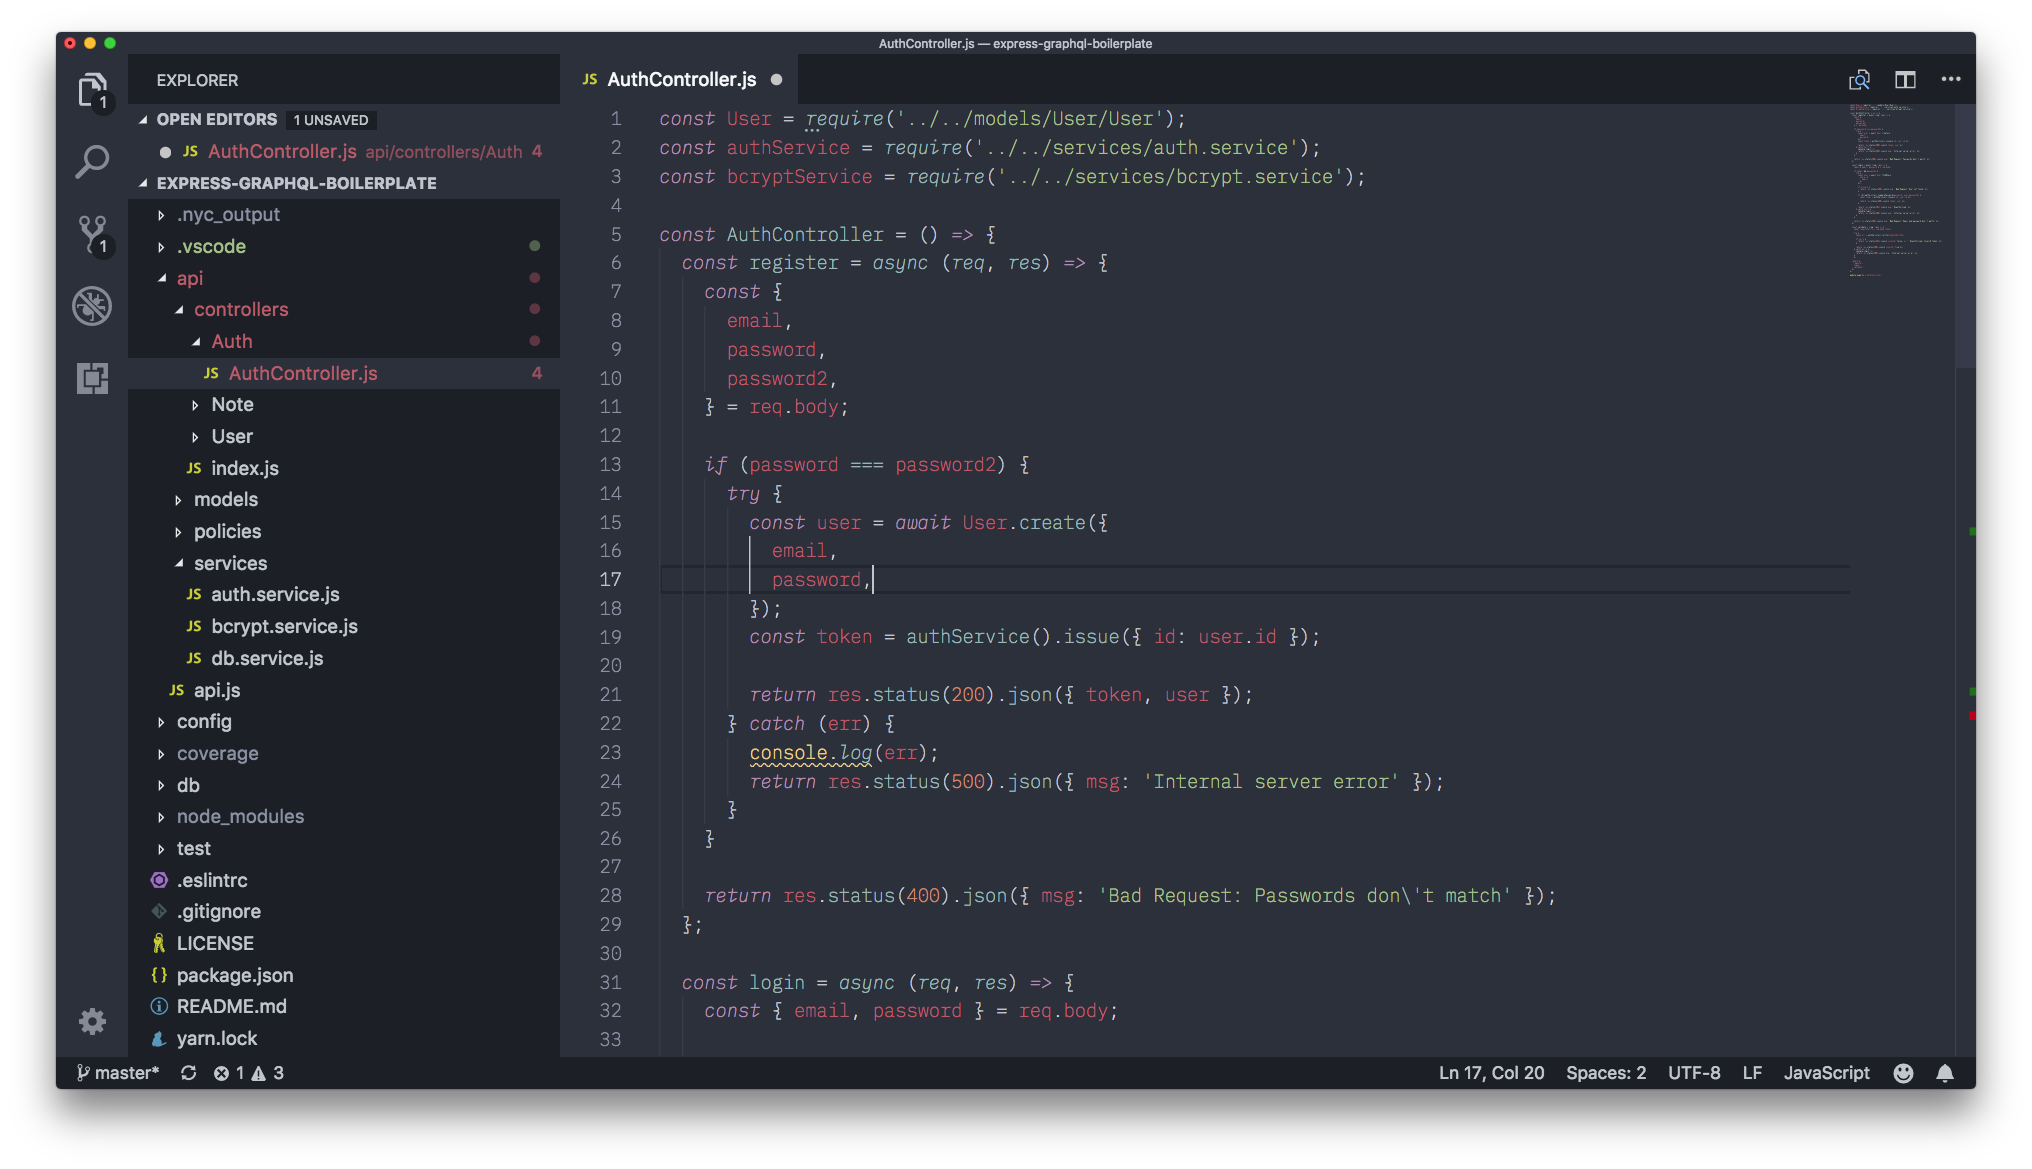 AuthController.js — express-graphql-boilerplate
EXPLORER
OPEN EDITORS 1 UNSAVED
JS AuthController.js api/controllers/Auth 4
EXPRESS-GRAPHQL-BOILERPLATE
.nyc_output
.vscode
api
controllers
Auth
JS AuthController.js 4
Note
User
JS index.js
models
policies
services
JS auth.service.js
JS bcrypt.service.js
JS db.service.js
JS api.js
config
coverage
db
node_modules
test
.eslintrc
.gitignore
LICENSE
{} package.json
README.md
yarn.lock
1
1
JS AuthController.js
1 const User = require('../../models/User/User');
2 const authService = require('../../services/auth.service');
3 const bcryptService = require('../../services/bcrypt.service');
4
5 const AuthController = () => {
6 const register = async (req, res) => {
7 const {
8 email,
9 password,
10 password2,
11 } = req.body;
12
13 if (password === password2) {
14 try {
15 const user = await User.create({
16 email,
17 password,
18 });
19 const token = authService().issue({ id: user.id });
20
21 return res.status(200).json({ token, user });
22 } catch (err) {
23 console.log(err);
24 return res.status(500).json({ msg: 'Internal server error' });
25 }
26 }
27
28 return res.status(400).json({ msg: 'Bad Request: Passwords don\'t match' });
29 };
30
31 const login = async (req, res) => {
32 const { email, password } = req.body;
33
master* 1 3
Ln 17, Col 20 Spaces: 2 UTF-8 LF JavaScript